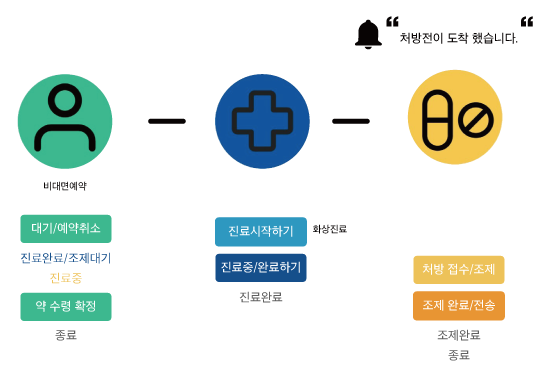 “ 처방전이 도착 했습니다. “
비대면예약
대기/예약취소
진료완료/조제대기
진료중
약 수령 확정
종료
진료시작하기 화상진료
진료중/완료하기
진료완료
처방 접수/조제
조제 완료/전송
조제완료
종료